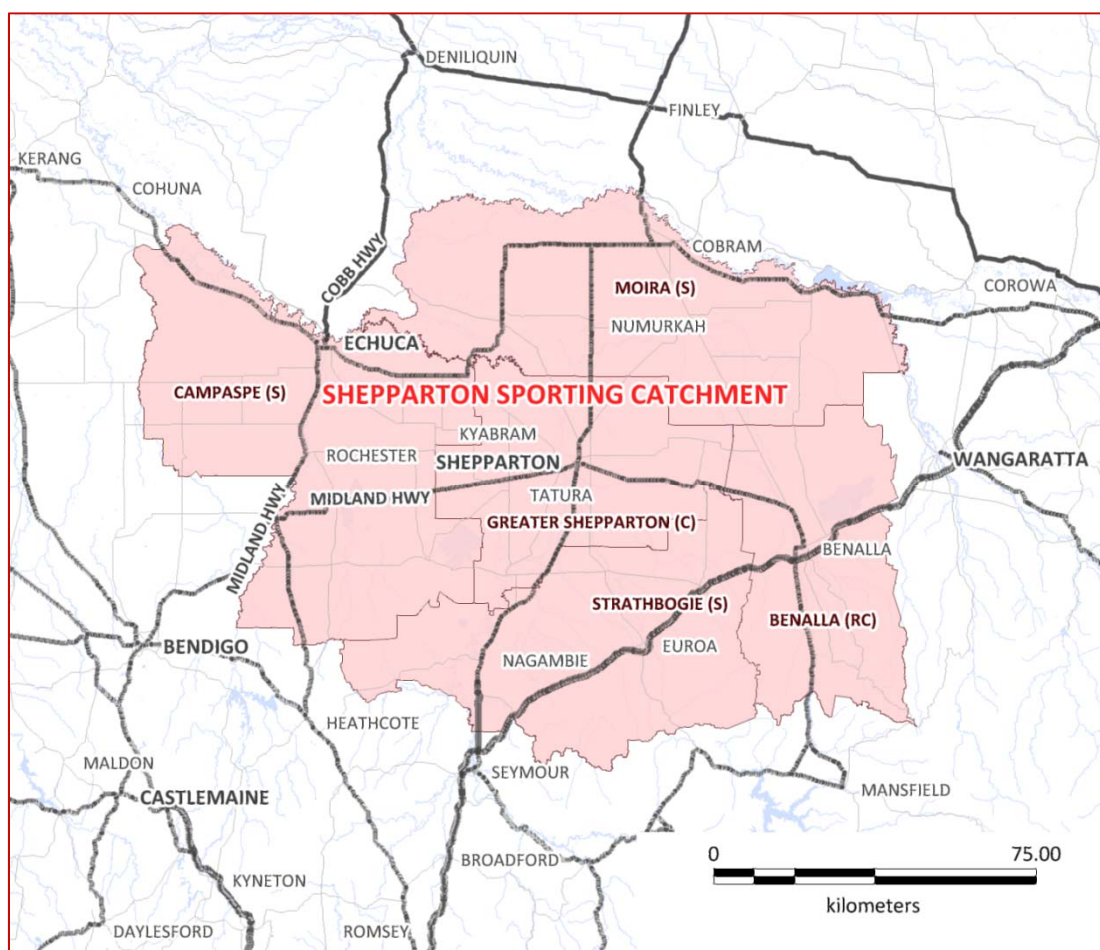 DENILIQUIN
FINLEY
KERANG
COHUNA
COBB HWY
COBRAM
COROWA
MOIRA (S)
NUMURKAH
ECHUCA
CAMPASPE (S)
SHEPPARTON SPORTING CATCHMENT
KYABRAM
ROCHESTER
SHEPPARTON
WANGARATTA
MIDLAND HWY
TATURA
MIDLAND HWY
GREATER SHEPPARTON (C)
BENALLA
STRATHBOGIE (S)
BENALLA (RC)
BENDIGO
EUROA
NAGAMBIE
HEATHCOTE
MALDON
SEYMOUR
MANSFIELD
CASTLEMAINE
BROADFORD
0 75.00
KYNETON
kilometers
DAYLESFORD
ROMSEY